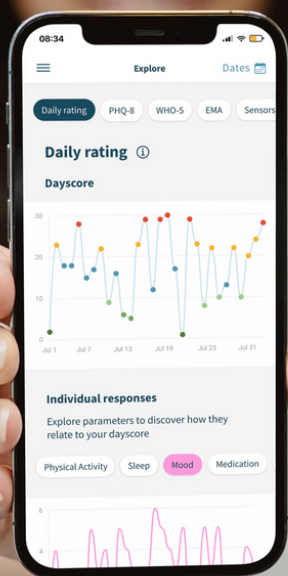 08:34
Explore
Dates
Daily rating
PHQ-8
WHO-5
EMA
Sensors
Daily rating
Dayscore
30
20
10
0
Jul 1
Jul 7
Jul 13
Jul 19
Jul 25
Jul 31
Individual responses
Explore parameters to discover how they
relate to your dayscore
Physical Activity
Sleep
Mood
Medication
6
4